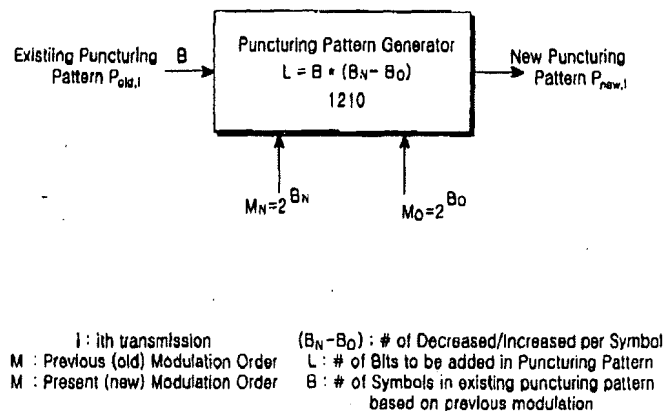 Existiing Puncturing
Pattern P_old,i
B
Puncturing Pattern Generator
L = B * (B_N - B_O)
1210
New Puncturing
Pattern P_new,i
M_N=2^B_N
M_O=2^B_O
i : ith transmission
M : Previous (old) Modulation Order
M : Present (new) Modulation Order
(B_N-B_O) : # of Decreased/Increased per Symbol
L : # of Bits to be added in Puncturing Pattern
B : # of Symbols in existing puncturing pattern
based on previous modulation